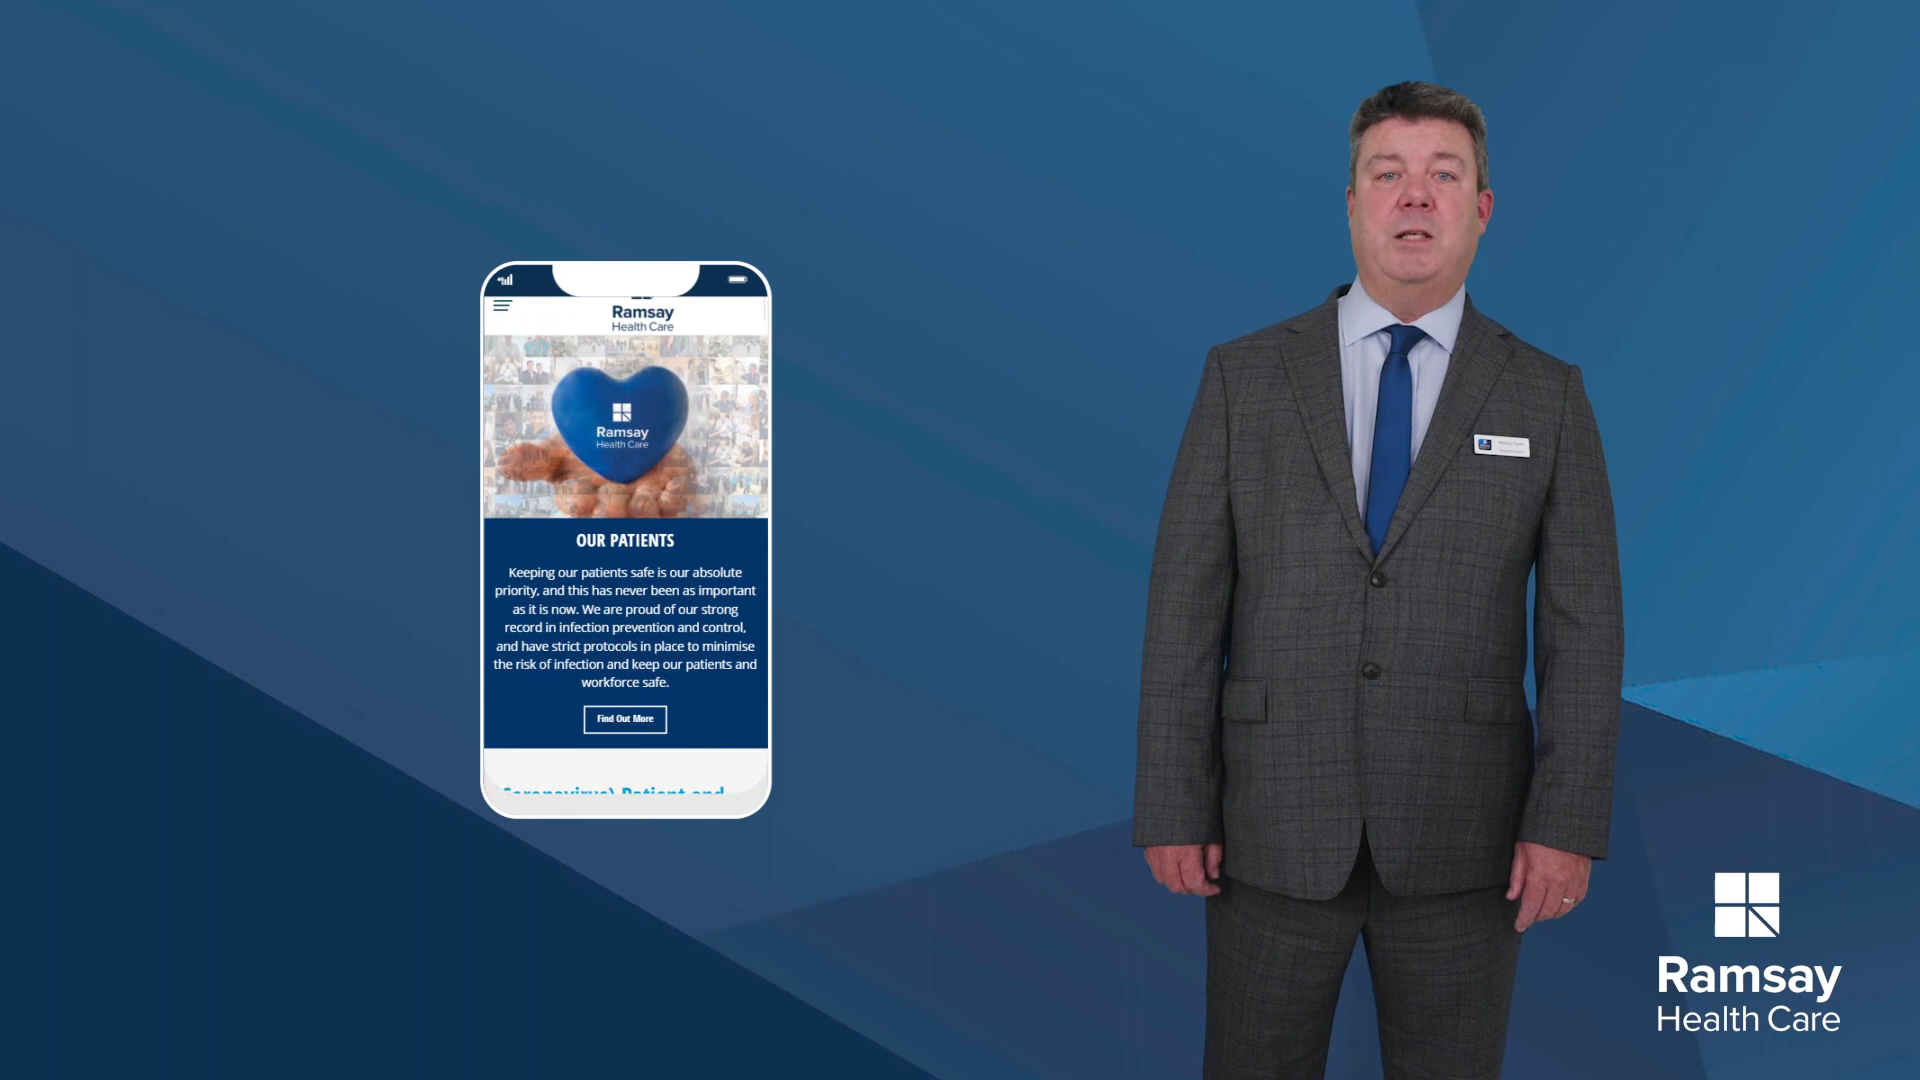 Ramsay
Health Care
Ramsay
Health Care
OUR PATIENTS
Keeping our patients safe is our absolute
priority, and this has never been as important
as it is now. We are proud of our strong
record in infection prevention and control,
and have strict protocols in place to minimise
the risk of infection and keep our patients and
workforce safe.
Find Out More
Coronavirus) Patient and
Ramsay
Health Care